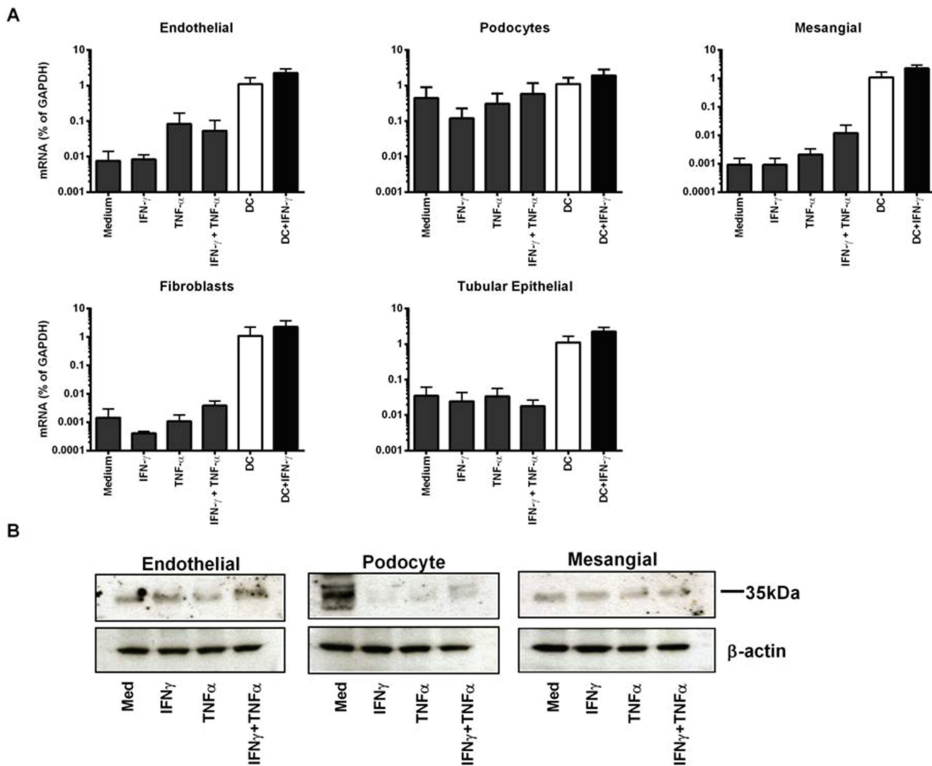 A
Endothelial
Podocytes
Mesangial
mRNA (% of GAPDH)
10
1
0.1
0.01
0.001
Medium
IFN-γ
TNF-α
IFN-γ + TNF-α
DC
DC+IFN-γ
10
1
0.1
0.01
0.001
Medium
IFN-γ
TNF-α
IFN-γ + TNF-α
DC
DC+IFN-γ
10
1
0.1
0.01
0.001
0.0001
Medium
IFN-γ
TNF-α
IFN-γ + TNF-α
DC
DC+IFN-γ
Fibroblasts
Tubular Epithelial
mRNA (% of GAPDH)
10
1
0.1
0.01
0.001
0.0001
Medium
IFN-γ
TNF-α
IFN-γ + TNF-α
DC
DC+IFN-γ
10
1
0.1
0.01
0.001
Medium
IFN-γ
TNF-α
IFN-γ + TNF-α
DC
DC+IFN-γ
B
Endothelial
Podocyte
Mesangial
35kDa
β-actin
Med
IFNγ
TNFα
IFNγ+TNFα
Med
IFNγ
TNFα
IFNγ+TNFα
Med
IFNγ
TNFα
IFNγ+TNFα